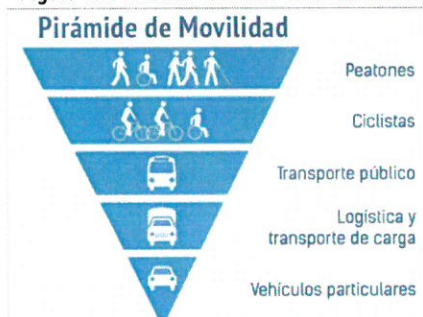 Pirámide de Movilidad
Peatones
Ciclistas
Transporte público
Logística y
transporte de carga
Vehículos particulares